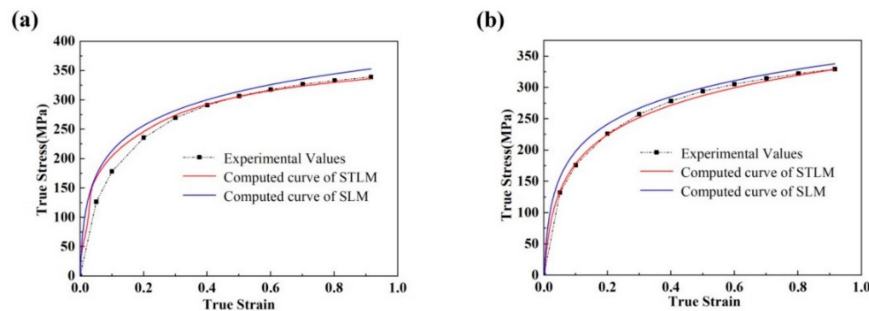 (a)
400
350
300
250
200
150
100
50
0
True Stress(MPa)
Experimental Values
Computed curve of STLM
Computed curve of SLM
0.0 0.2 0.4 0.6 0.8 1.0
True Strain
(b)
350
300
250
200
150
100
50
0
True Stress(MPa)
Experimental Values
Computed curve of STLM
Computed curve of SLM
0.0 0.2 0.4 0.6 0.8 1.0
True Strain